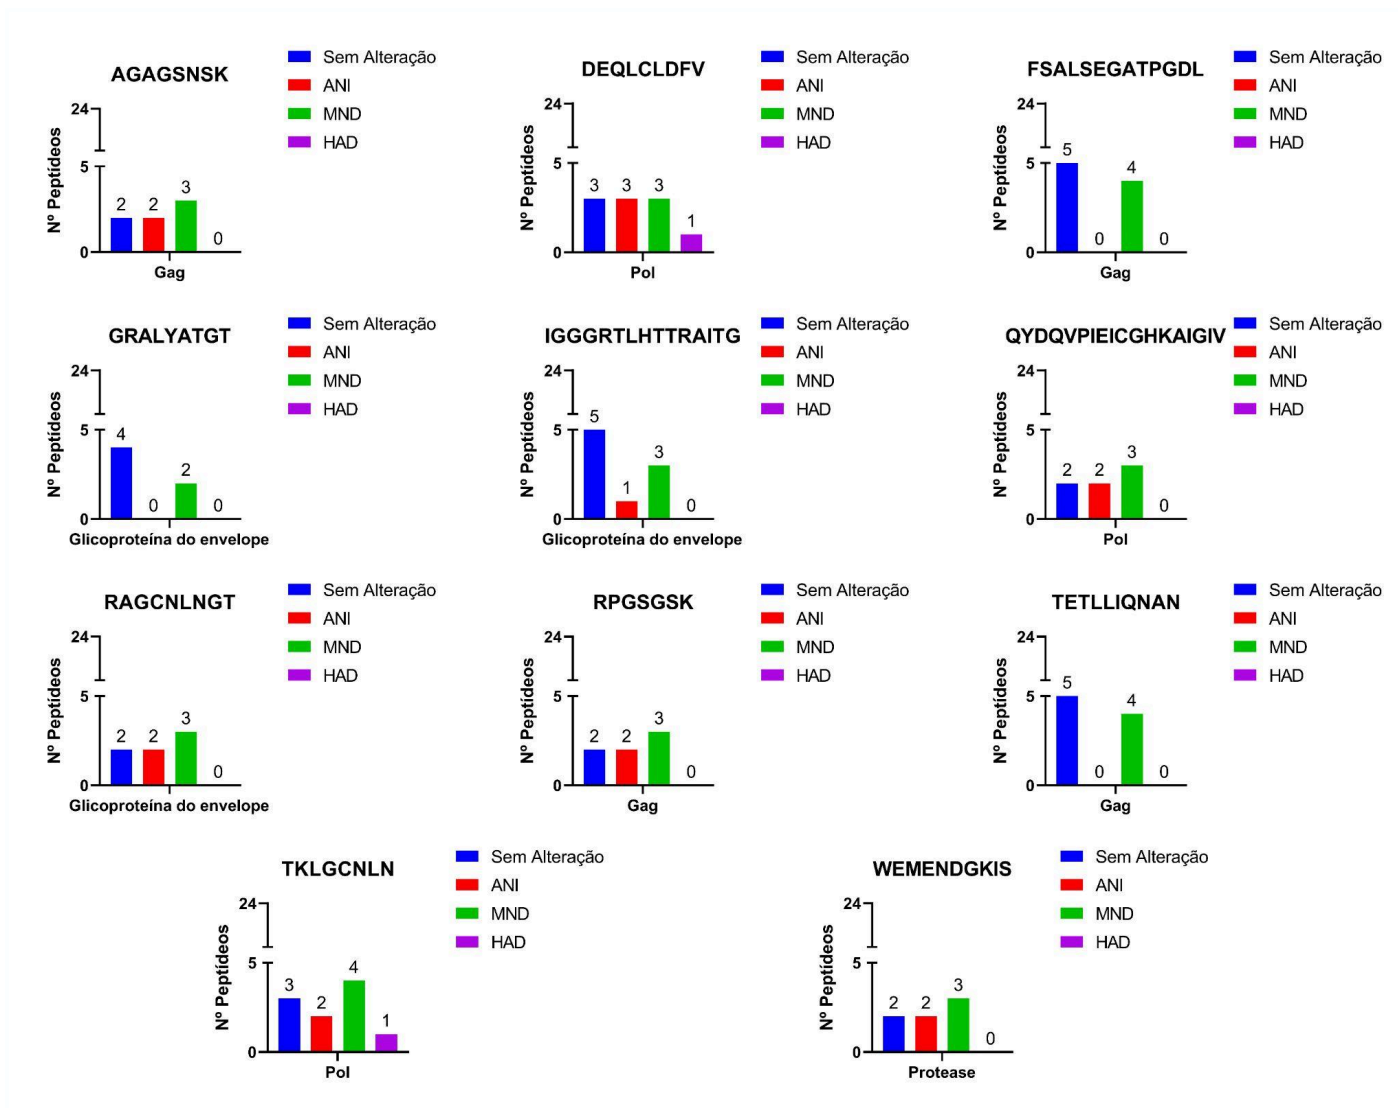 AGAGSNSK
Sem Alteração
ANI
MND
HAD
Nº Peptídeos
24
5
0
2
2
3
0
Gag
DEQLCLDFV
Sem Alteração
ANI
MND
HAD
Nº Peptídeos
24
5
0
3
3
3
1
Pol
FSALSEGATPGDL
Sem Alteração
ANI
MND
HAD
Nº Peptídeos
24
5
0
5
0
4
0
Gag
GRALYATGT
Sem Alteração
ANI
MND
HAD
Nº Peptídeos
24
5
0
4
0
2
0
Glicoproteína do envelope
IGGGRTLHTTRAITG
Sem Alteração
ANI
MND
HAD
Nº Peptídeos
24
5
0
5
1
3
0
Glicoproteína do envelope
QYDQVPIEICGHKAIGIV
Sem Alteração
ANI
MND
HAD
Nº Peptídeos
24
5
0
2
2
3
0
Pol
RAGCNLNGT
Sem Alteração
ANI
MND
HAD
Nº Peptídeos
24
5
0
2
2
3
0
Glicoproteína do envelope
RPGSGSK
Sem Alteração
ANI
MND
HAD
Nº Peptídeos
24
5
0
2
2
3
0
Gag
TETLLIQNAN
Sem Alteração
ANI
MND
HAD
Nº Peptídeos
24
5
0
5
0
4
0
Gag
TKLGCNLN
Sem Alteração
ANI
MND
HAD
Nº Peptídeos
24
5
0
3
2
4
1
Pol
WEMENDGKIS
Sem Alteração
ANI
MND
HAD
Nº Peptídeos
24
5
0
2
2
3
0
Protease